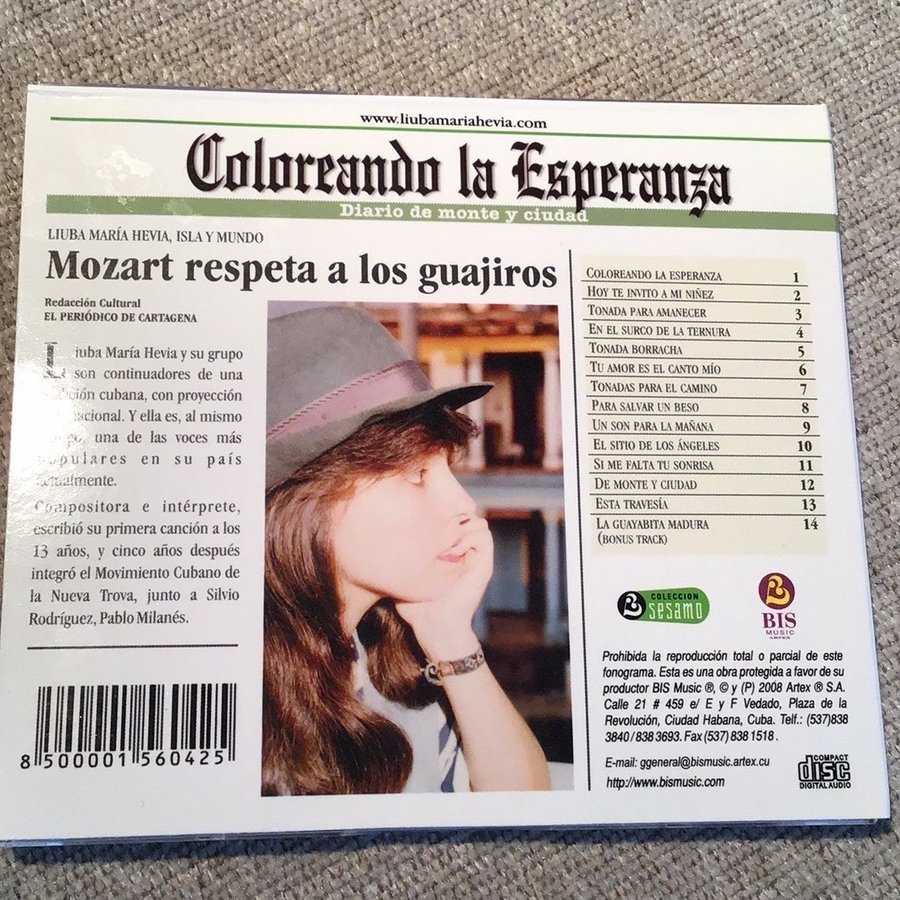 www.liubamariahevia.com
Coloreando la Esperanza
Diario de monte y ciudad
LIUBA MARÍA HEVIA, ISLA Y MUNDO
Mozart respeta a los guajiros
Redacción Cultural
EL PERIÓDICO DE CARTAGENA
Liuba María Hevia y su grupo
son continuadores de una
cubana, con proyección
Y ella es, al mismo
una de las voces más
populares en su país
actualmente.
Compositora e intérprete,
escribió su primera canción a los
13 años, y cinco años después
integró el Movimiento Cubano de
la Nueva Trova, junto a Silvio
Rodríguez, Pablo Milanés.
8 500001 560425
COLOREANDO LA ESPERANZA 1
HOY TE INVITO A MI NIÑEZ 2
TONADA PARA AMANECER 3
EN EL SURCO DE LA TERNURA 4
TONADA BORRACHA 5
TU AMOR ES EL CANTO MÍO 6
TONADAS PARA EL CAMINO 7
PARA SALVAR UN BESO 8
UN SON PARA LA MAÑANA 9
EL SITIO DE LOS ÁNGELES 10
SI ME FALTA TU SONRISA 11
DE MONTE Y CIUDAD 12
ESTA TRAVESÍA 13
LA GUAYABITA MADURA 14
(BONUS TRACK)
B COLECCION
sesamo
B
BIS
MUSIC
ARTEX
Prohibida la reproducción total o parcial de este
fonograma. Esta es una obra protegida a favor de su
productor BIS Music ®, © y (P) 2008 Artex ® S.A.
Calle 21 # 459 e/ E y F Vedado, Plaza de la
Revolución, Ciudad Habana, Cuba. Telf.: (537)838
3840 / 838 3693. Fax (537) 838 1518 .
E-mail: ggeneral@bismusic.artex.cu
http://www.bismusic.com
COMPACT
disc
DIGITAL AUDIO